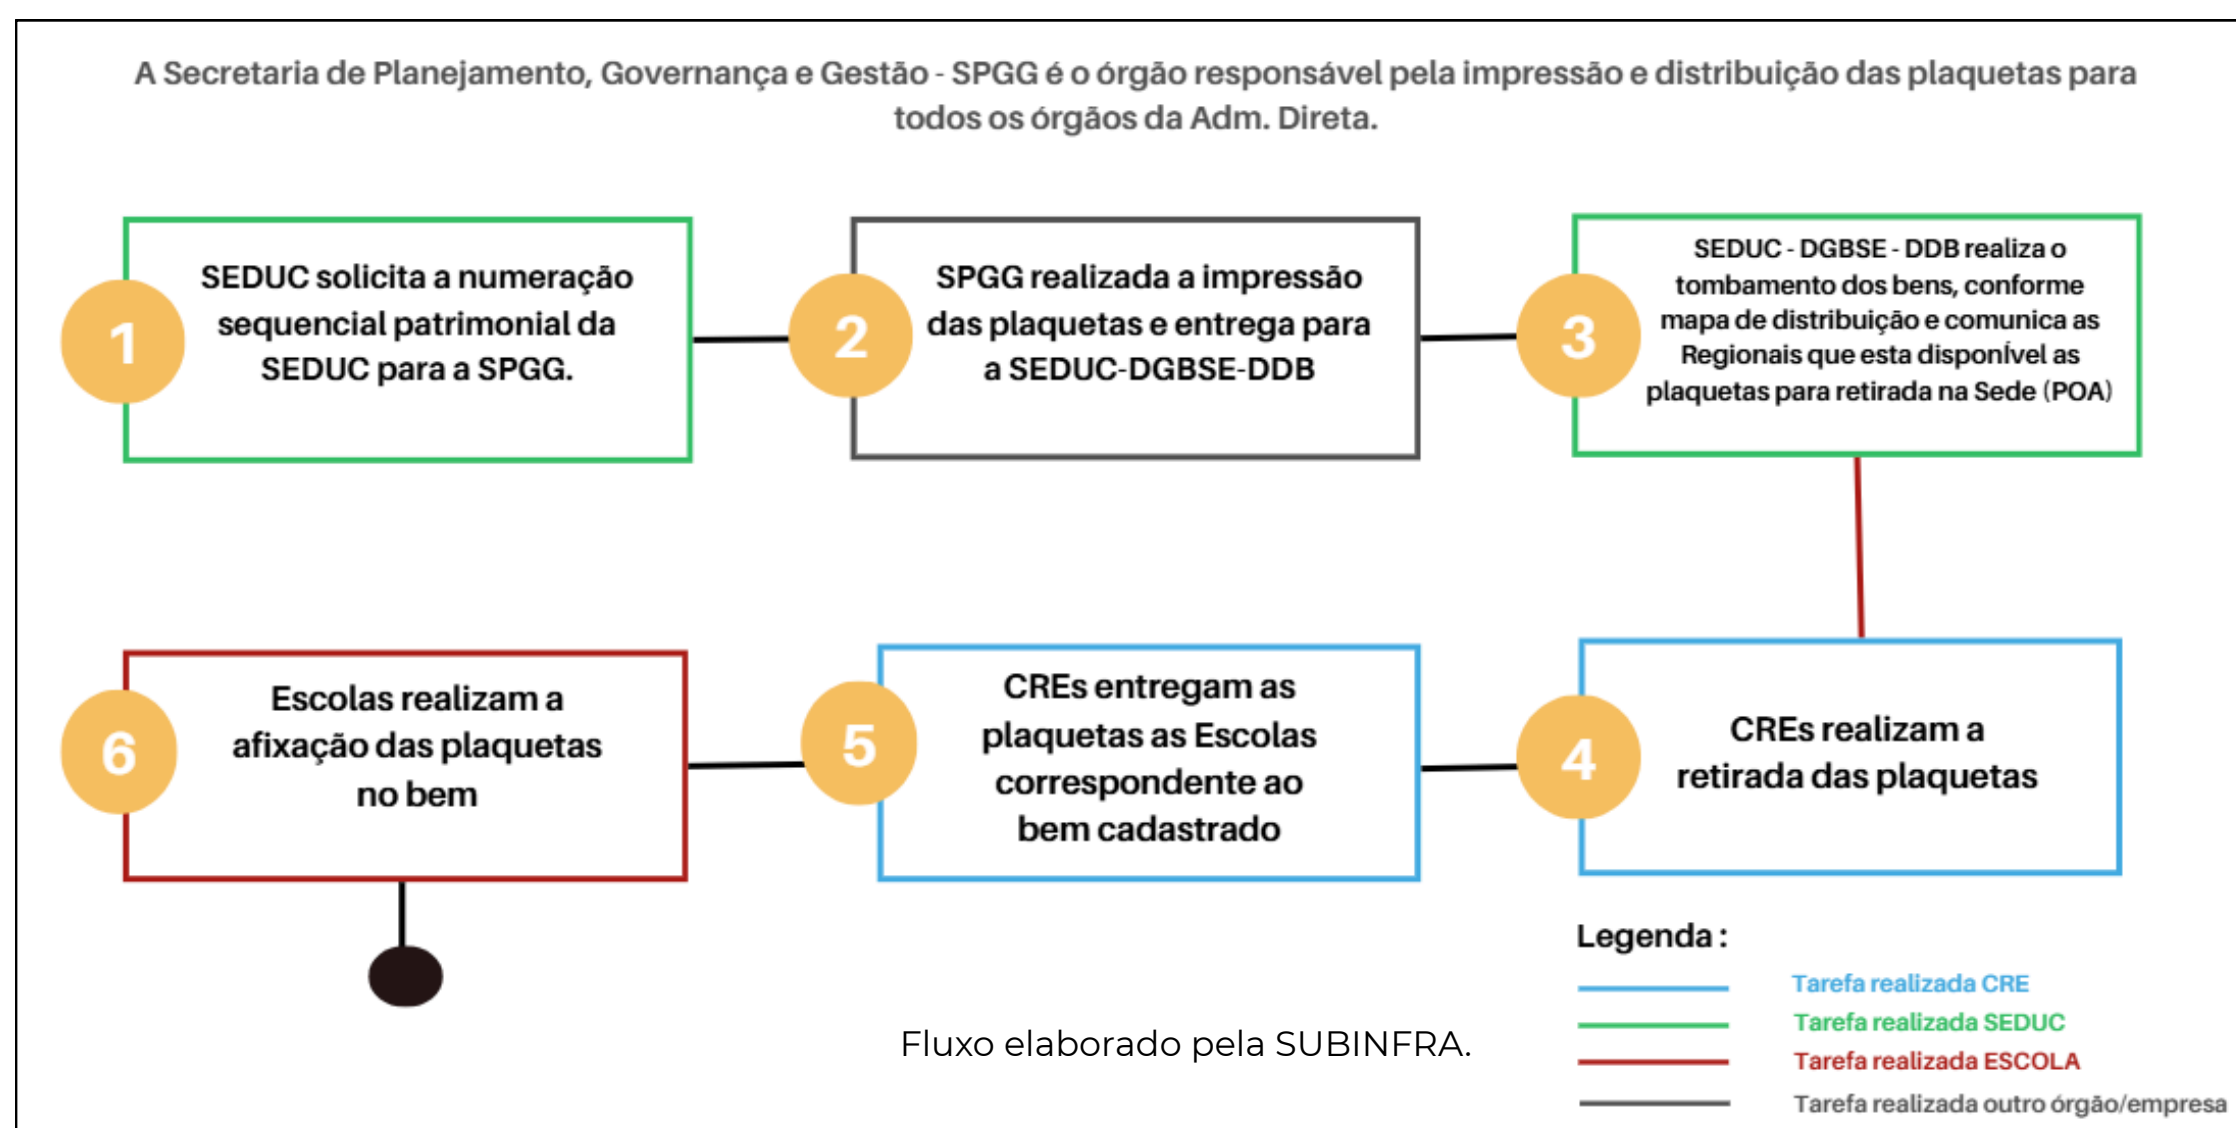 A Secretaria de Planejamento, Governança e Gestão - SPGG é o órgão responsável pela impressão e distribuição das plaquetas para
todos os órgãos da Adm. Direta.
1
SEDUC solicita a numeração
sequencial patrimonial da
SEDUC para a SPGG.
2
SPGG realizada a impressão
das plaquetas e entrega para
a SEDUC-DGBSE-DDB
3
SEDUC - DGBSE - DDB realiza o
tombamento dos bens, conforme
mapa de distribuição e comunica as
Regionais que esta disponível as
plaquetas para retirada na Sede (POA)
4
CREs realizam a
retirada das plaquetas
5
CREs entregam as
plaquetas as Escolas
correspondente ao
bem cadastrado
6
Escolas realizam a
afixação das plaquetas
no bem
Legenda :
Tarefa realizada CRE
Tarefa realizada SEDUC
Tarefa realizada ESCOLA
Tarefa realizada outro órgão/empresa
Fluxo elaborado pela SUBINFRA.